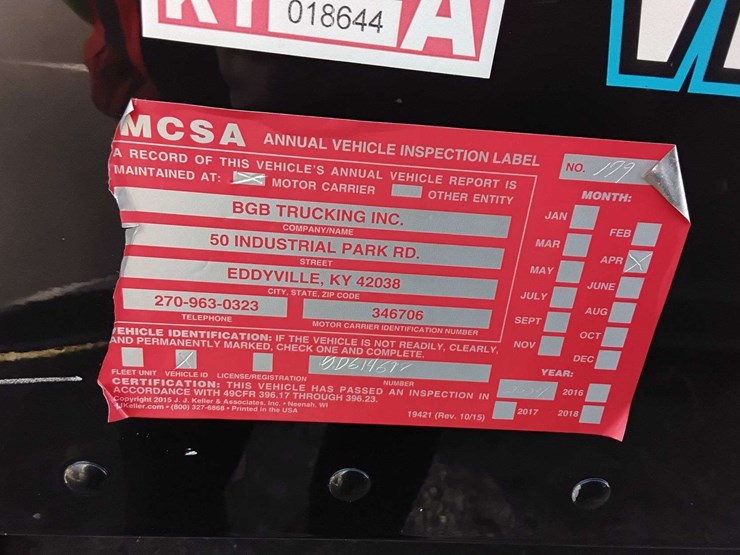 018644
MCSA ANNUAL VEHICLE INSPECTION LABEL
NO. 179
A RECORD OF THIS VEHICLE'S ANNUAL VEHICLE REPORT IS
MAINTAINED AT: MOTOR CARRIER OTHER ENTITY
BGB TRUCKING INC.
COMPANY/NAME
50 INDUSTRIAL PARK RD.
STREET
EDDYVILLE, KY 42038
CITY, STATE, ZIP CODE
270-963-0323 346706
TELEPHONE MOTOR CARRIER IDENTIFICATION NUMBER
VEHICLE IDENTIFICATION: IF THE VEHICLE IS NOT READILY, CLEARLY,
AND PERMANENTLY MARKED, CHECK ONE AND COMPLETE.
FLEET UNIT VEHICLE ID LICENSE/REGISTRATION NUMBER
CERTIFICATION: THIS VEHICLE HAS PASSED AN INSPECTION IN
ACCORDANCE WITH 49CFR 396.17 THROUGH 396.23.
Copyright 2015 J. J. Keller & Associates, Inc. • Neenah, WI
JJKeller.com • (800) 327-6868 • Printed in the USA
19421 (Rev. 10/15)
MONTH:
JAN FEB
MAR APR
MAY JUNE
JULY AUG
SEPT OCT
NOV DEC
YEAR:
2016
2017 2018